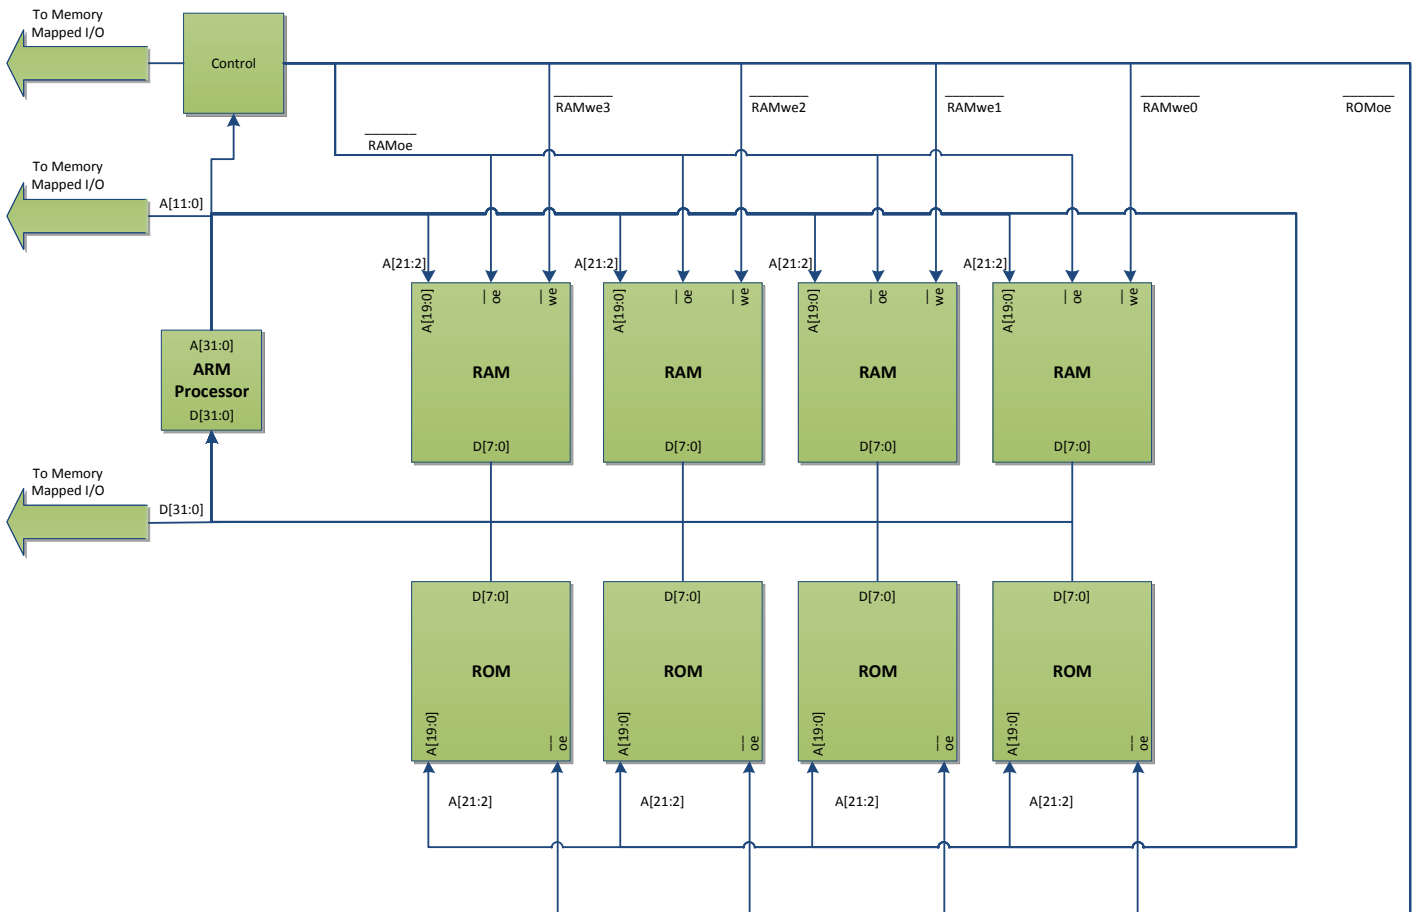 To Memory
Mapped I/O
Control
RAMwe3
RAMwe2
RAMwe1
RAMwe0
ROMoe
RAMoe
To Memory
Mapped I/O
A[11:0]
A[21:2]
A[21:2]
A[21:2]
A[21:2]
A[19:0]
oe
we
A[19:0]
oe
we
A[19:0]
oe
we
A[19:0]
oe
we
A[31:0]
ARM
Processor
D[31:0]
RAM
RAM
RAM
RAM
D[7:0]
D[7:0]
D[7:0]
D[7:0]
To Memory
Mapped I/O
D[31:0]
D[7:0]
D[7:0]
D[7:0]
D[7:0]
ROM
ROM
ROM
ROM
A[19:0]
oe
A[19:0]
oe
A[19:0]
oe
A[19:0]
oe
A[21:2]
A[21:2]
A[21:2]
A[21:2]